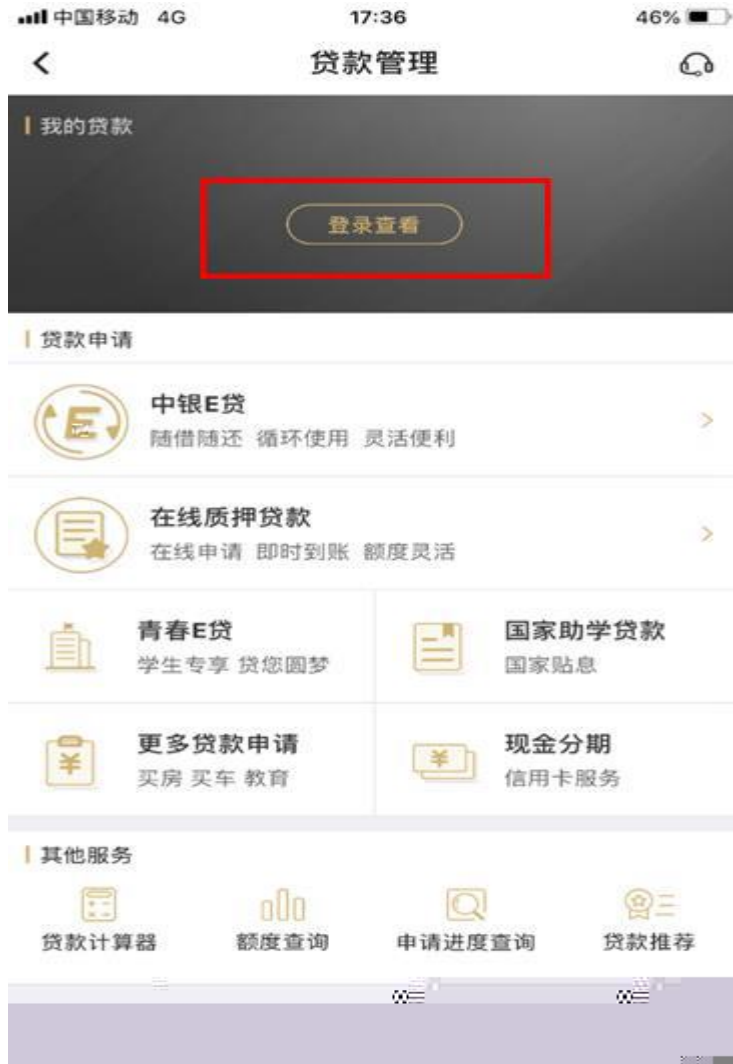 中国移动 4G 17:36 46%
贷款管理
我的贷款
登录查看
贷款申请
中银E贷
随借随还 循环使用 灵活便利
在线质押贷款
在线申请 即时到账 额度灵活
青春E贷
学生专享 贷您圆梦
国家助学贷款
国家贴息
更多贷款申请
买房 买车 教育
现金分期
信用卡服务
其他服务
贷款计算器 额度查询 申请进度查询 贷款推荐